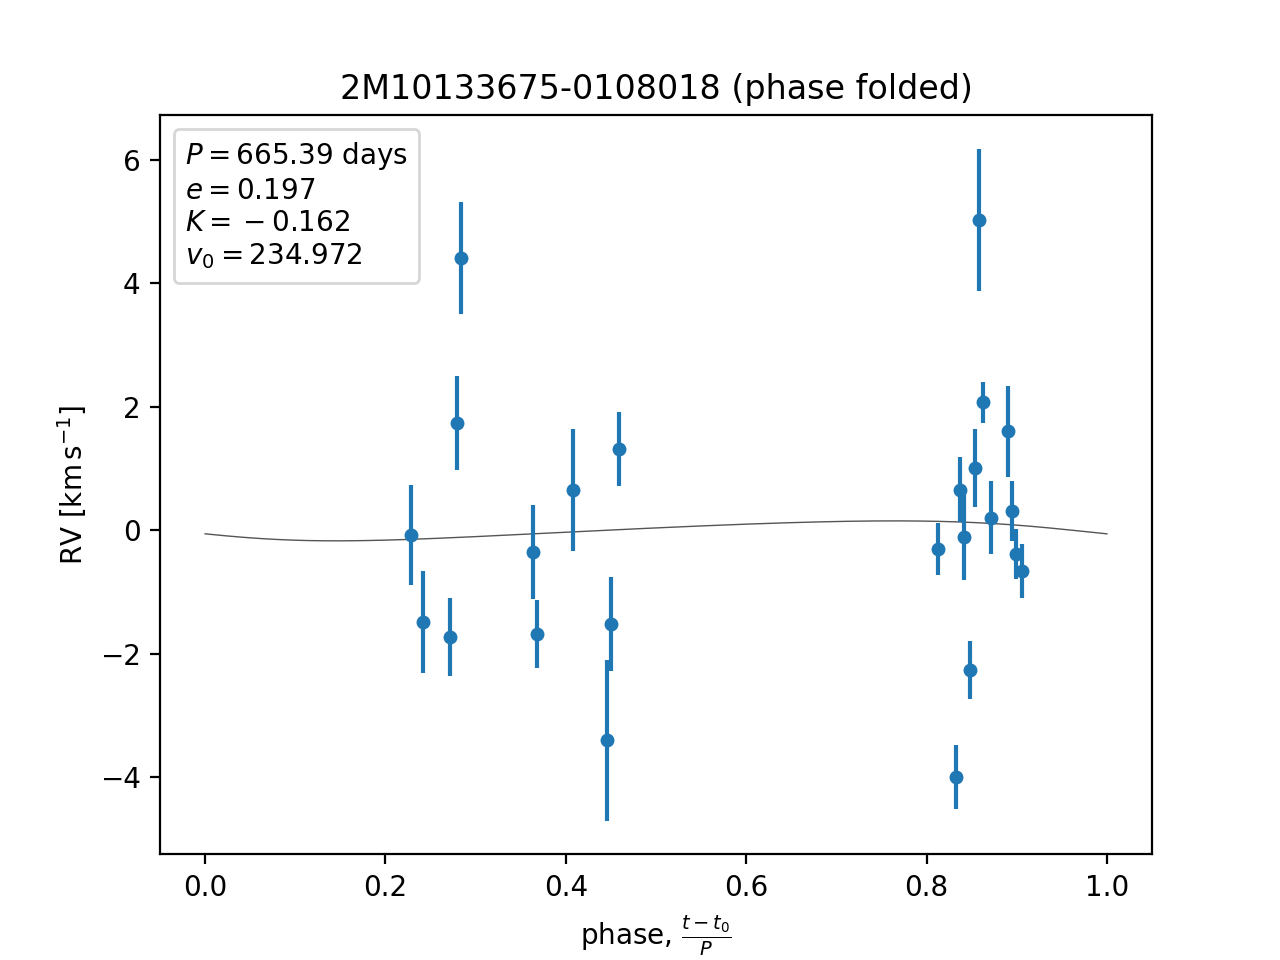 2M10133675-0108018 (phase folded)
P = 665.39 days
e = 0.197
K = −0.162
v₀ = 234.972
6
4
2
0
−2
−4
RV [km s⁻¹]
0.0 0.2 0.4 0.6 0.8 1.0
phase, (t − t₀)/P